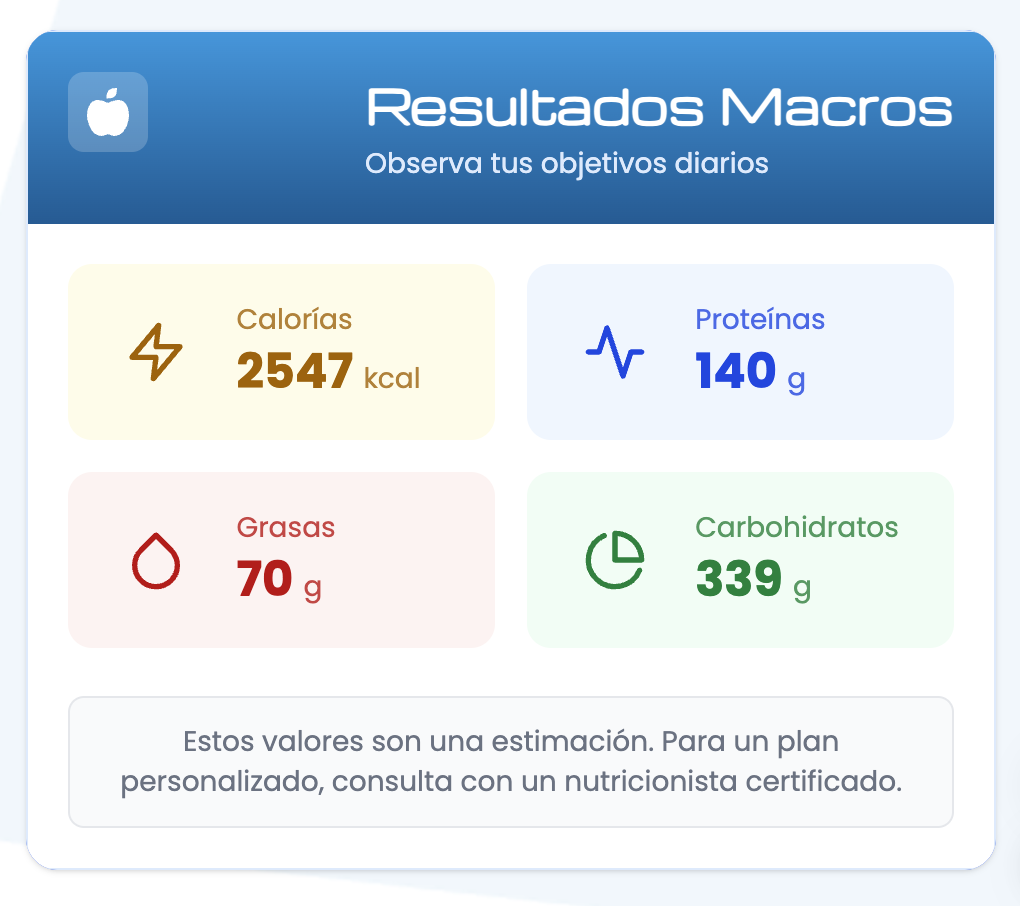 Resultados Macros
Observa tus objetivos diarios
Calorías
2547 kcal
Proteínas
140 g
Grasas
70 g
Carbohidratos
339 g
Estos valores son una estimación. Para un plan
personalizado, consulta con un nutricionista certificado.